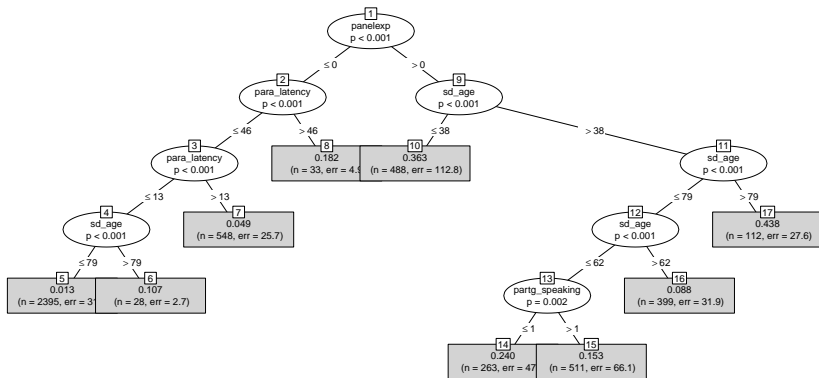 1
panelexp
p < 0.001
≤ 0
> 0
2
para_latency
p < 0.001
9
sd_age
p < 0.001
≤ 46
> 46
≤ 38
> 38
3
para_latency
p < 0.001
8
0.182
(n = 33, err = 4.9
10
0.363
(n = 488, err = 112.8)
11
sd_age
p < 0.001
≤ 13
> 13
≤ 79
> 79
4
sd_age
p < 0.001
7
0.049
(n = 548, err = 25.7)
12
sd_age
p < 0.001
17
0.438
(n = 112, err = 27.6)
≤ 79
> 79
≤ 62
> 62
5
0.013
(n = 2395, err = 31
6
0.107
(n = 28, err = 2.7)
13
partg_speaking
p = 0.002
16
0.088
(n = 399, err = 31.9)
≤ 1
> 1
14
0.240
(n = 263, err = 47
15
0.153
(n = 511, err = 66.1)